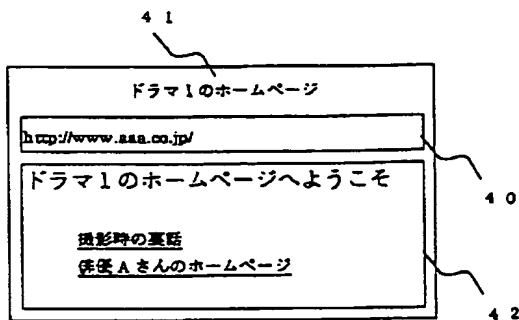 41
ドラマ1のホームページ
http://www.aaa.co.jp/
40
ドラマ1のホームページへようこそ
撮影時の裏話
俳優Aさんのホームページ
42